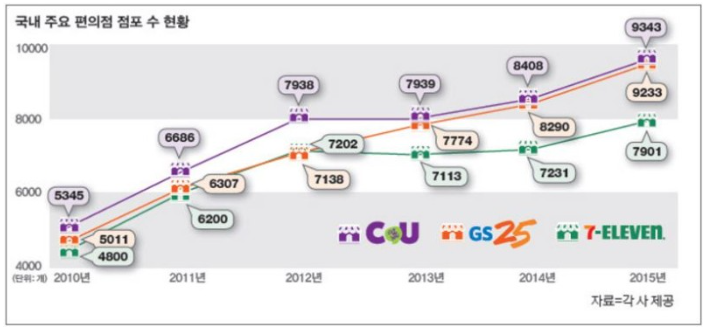 국내 주요 편의점 점포 수 현황
10000
8000
6000
4000
(단위: 개)
5345
6686
7938
7939
8408
9343
5011
6307
7138
7774
8290
9233
4800
6200
7202
7113
7231
7901
CU
GS25
7-ELEVEN.
2010년
2011년
2012년
2013년
2014년
2015년
자료=각 사 제공